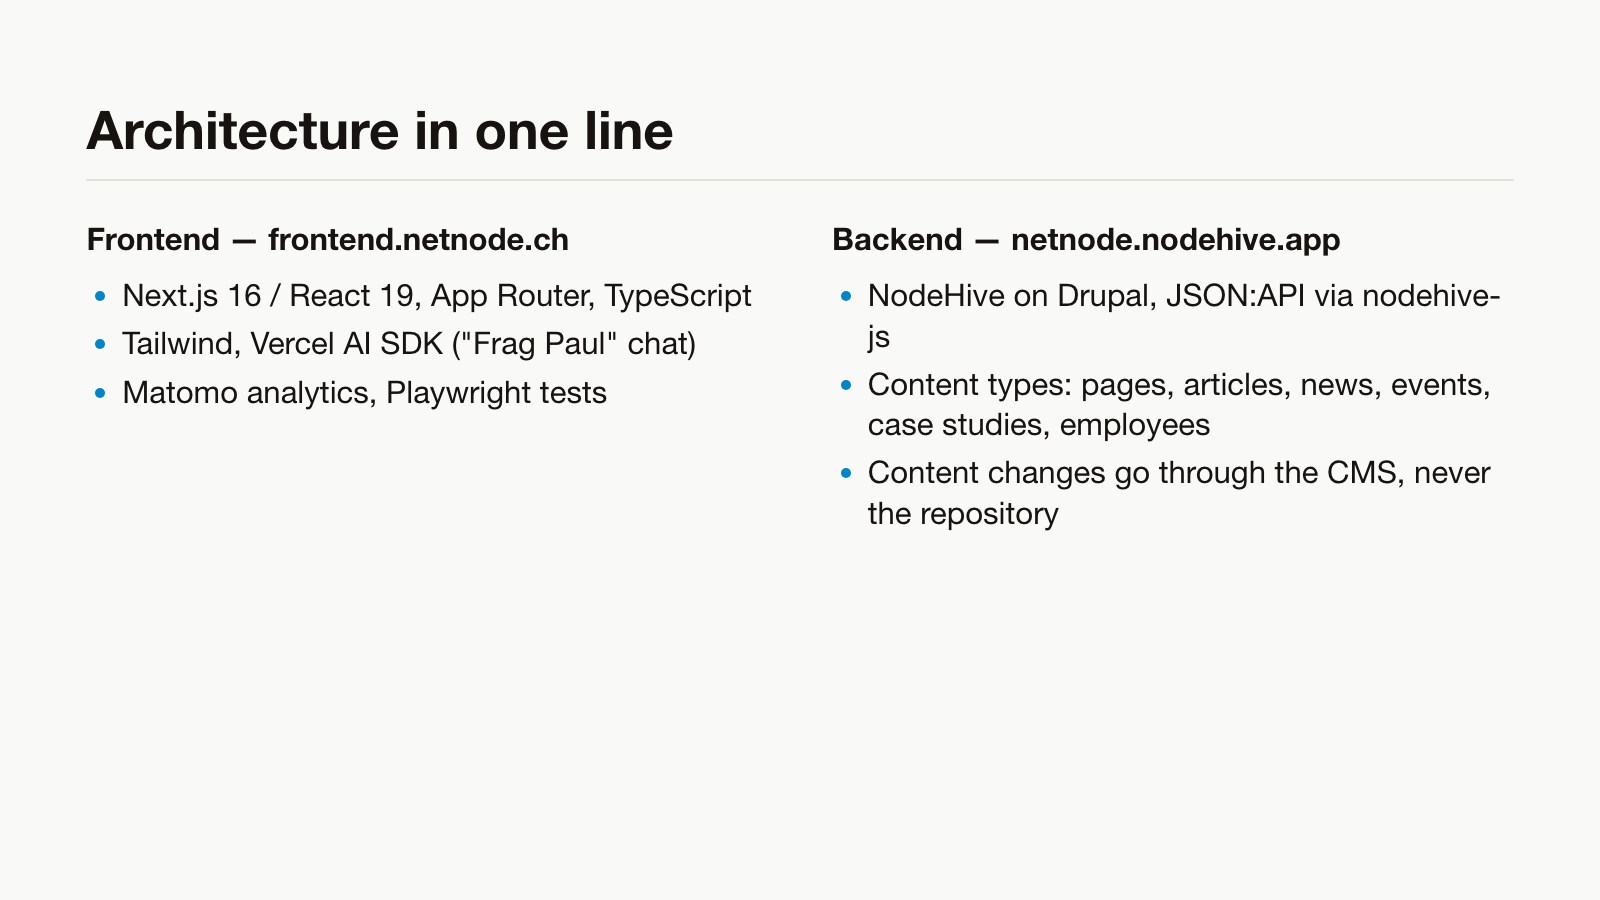 Architecture in one line
Frontend — frontend.netnode.ch
• Next.js 16 / React 19, App Router, TypeScript
• Tailwind, Vercel AI SDK ("Frag Paul" chat)
• Matomo analytics, Playwright tests
Backend — netnode.nodehive.app
• NodeHive on Drupal, JSON:API via nodehive-
js
• Content types: pages, articles, news, events,
case studies, employees
• Content changes go through the CMS, never
the repository